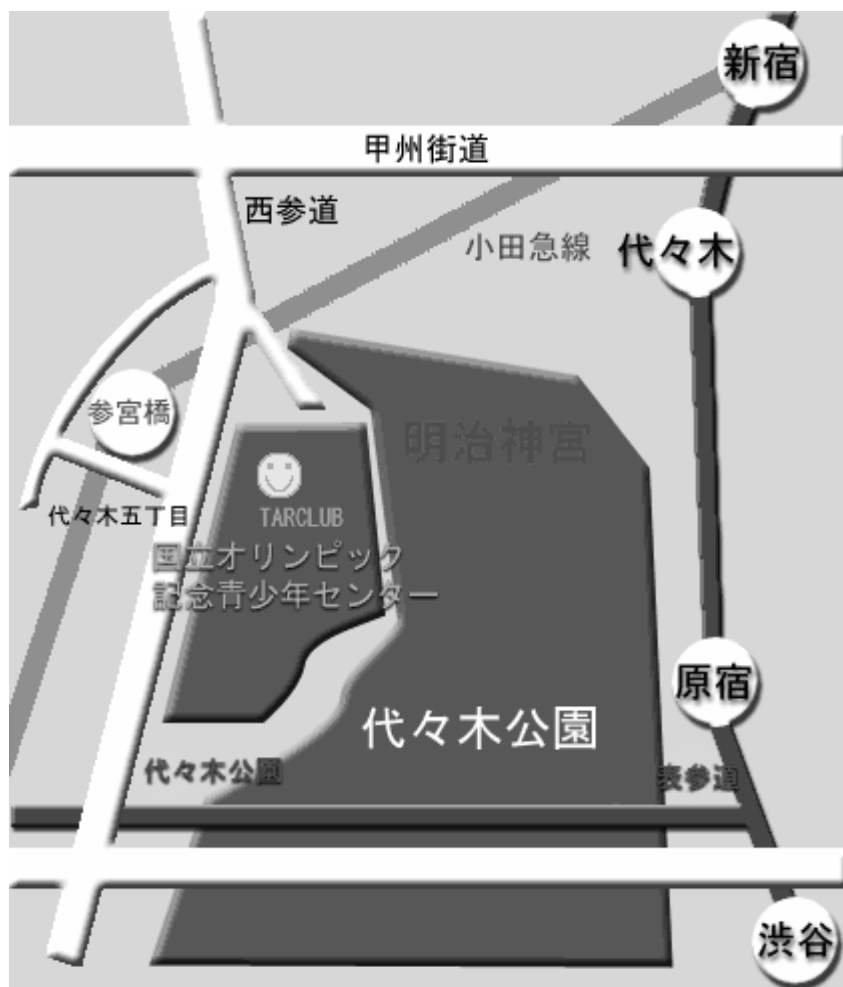 新宿
甲州街道
西参道
小田急線
代々木
参宮橋
明治神宮
代々木五丁目
TARCLUB
国立オリンピック
記念青少年センター
原宿
代々木公園
代々木公園
表参道
渋谷